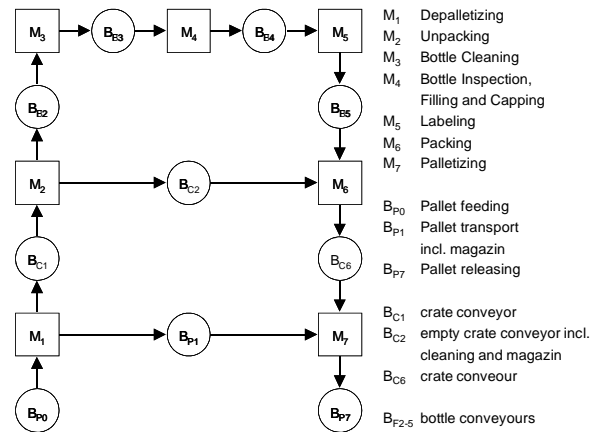 M3 BB3 M4 BB4 M5
BB2 BB5
M2 BC2 M6
BC1 BC6
M1 BP1 M7
BP0 BP7
M1 Depalletizing
M2 Unpacking
M3 Bottle Cleaning
M4 Bottle Inspection,
Filling and Capping
M5 Labeling
M6 Packing
M7 Palletizing
BP0 Pallet feeding
BP1 Pallet transport
incl. magazin
BP7 Pallet releasing
BC1 crate conveyor
BC2 empty crate conveyor incl.
cleaning and magazin
BC6 crate conveour
BF2-5 bottle conveyours